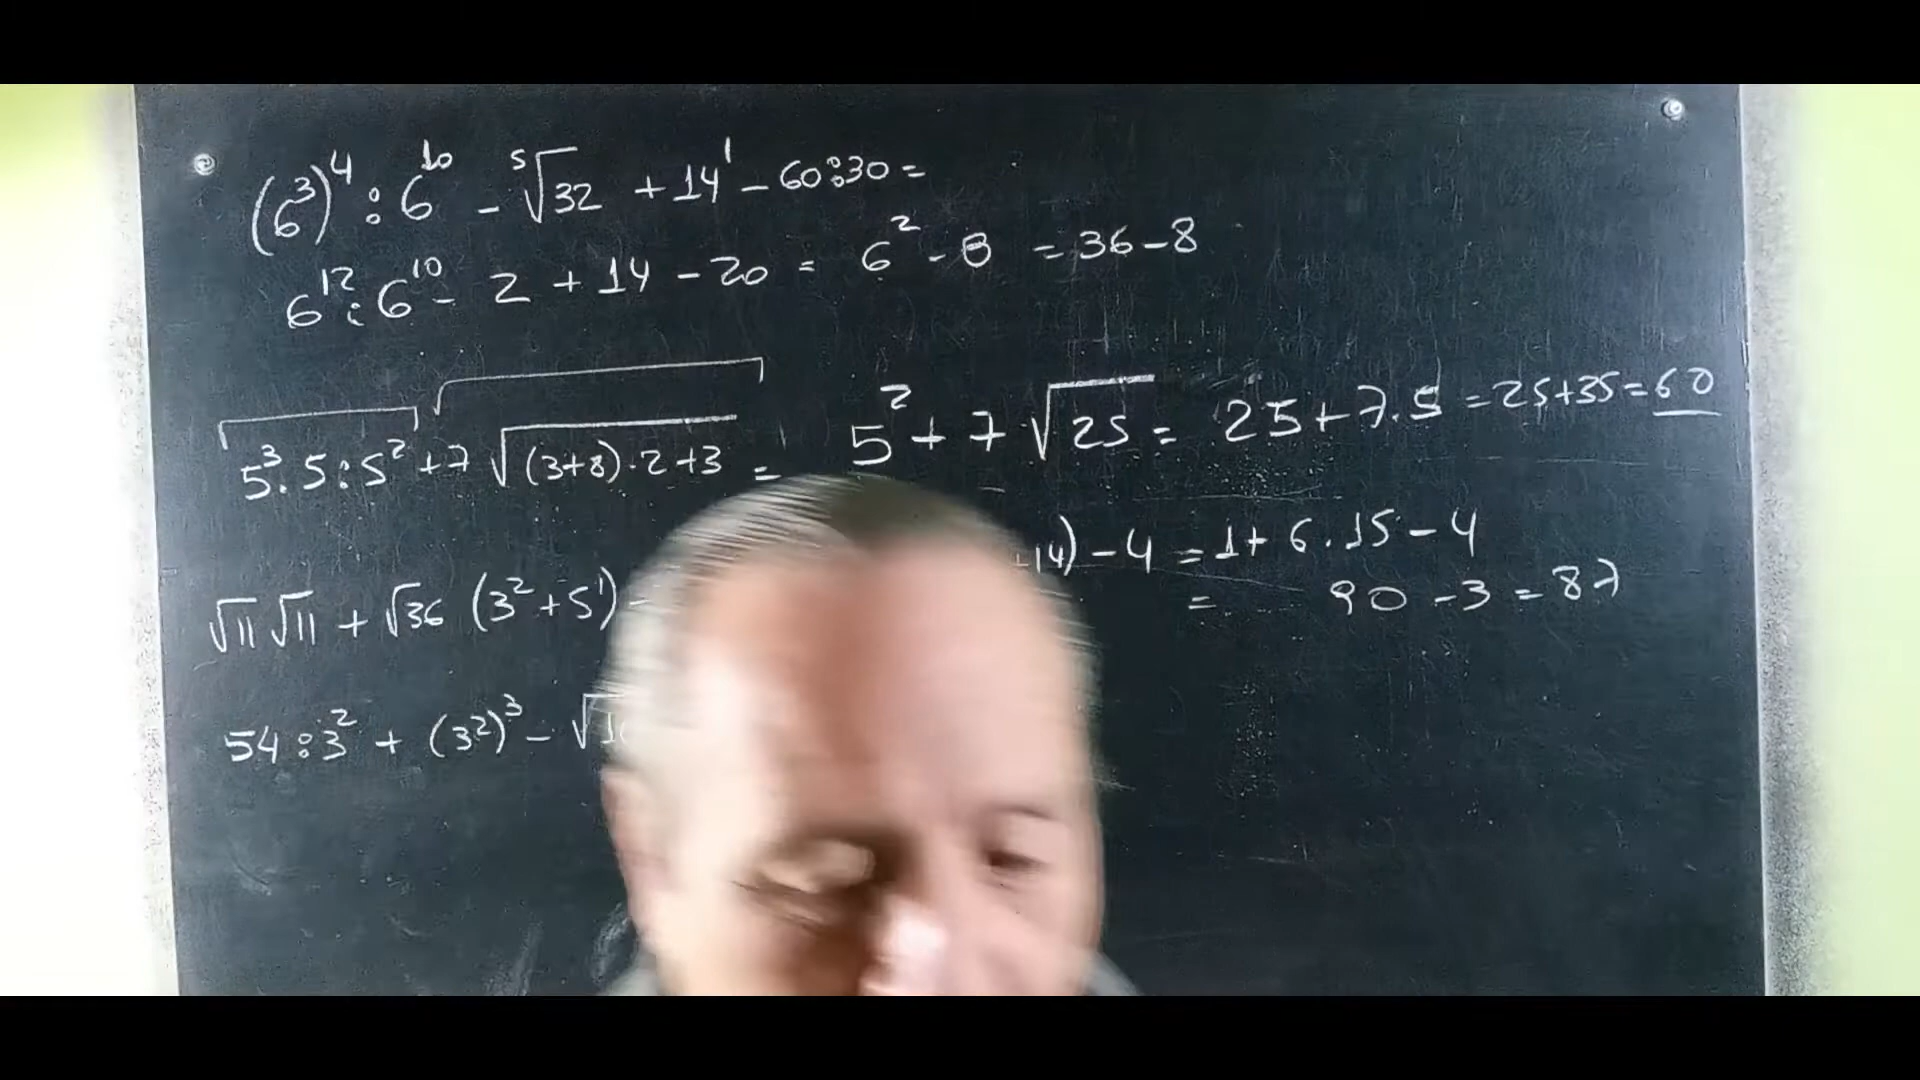 (6³)⁴ : 6¹⁰ - ⁵√32 + 14¹ - 60:30 =
6¹² : 6¹⁰ - 2 + 14 - 20 = 6² - 8 = 36 - 8
5³ · 5 : 5² + 7 √(3+8)·2+3 = 5² + 7 √25 = 25 + 7.5 = 25+35 = 60
√11 √11 + √36 (3² + 5¹) - 14) - 4 = 1 + 6 . 15 - 4
= 90 - 3 = 87
54 : 3² + (3²)³ - √